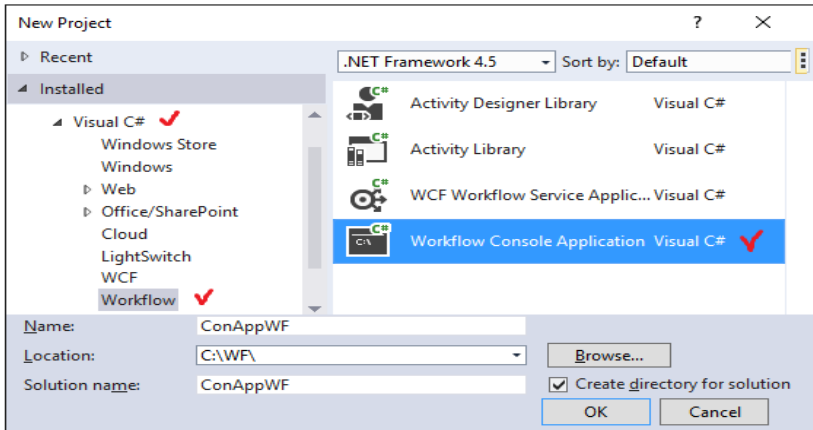 New Project ?
Recent
Installed
Visual C#
Windows Store
Windows
Web
Office/SharePoint
Cloud
LightSwitch
WCF
Workflow
.NET Framework 4.5 Sort by: Default
C# Activity Designer Library Visual C#
C# Activity Library Visual C#
C# WCF Workflow Service Applic... Visual C#
C# C:\ Workflow Console Application Visual C#
Name: ConAppWF
Location: C:\WF\ Browse...
Solution name: ConAppWF Create directory for solution
OK Cancel